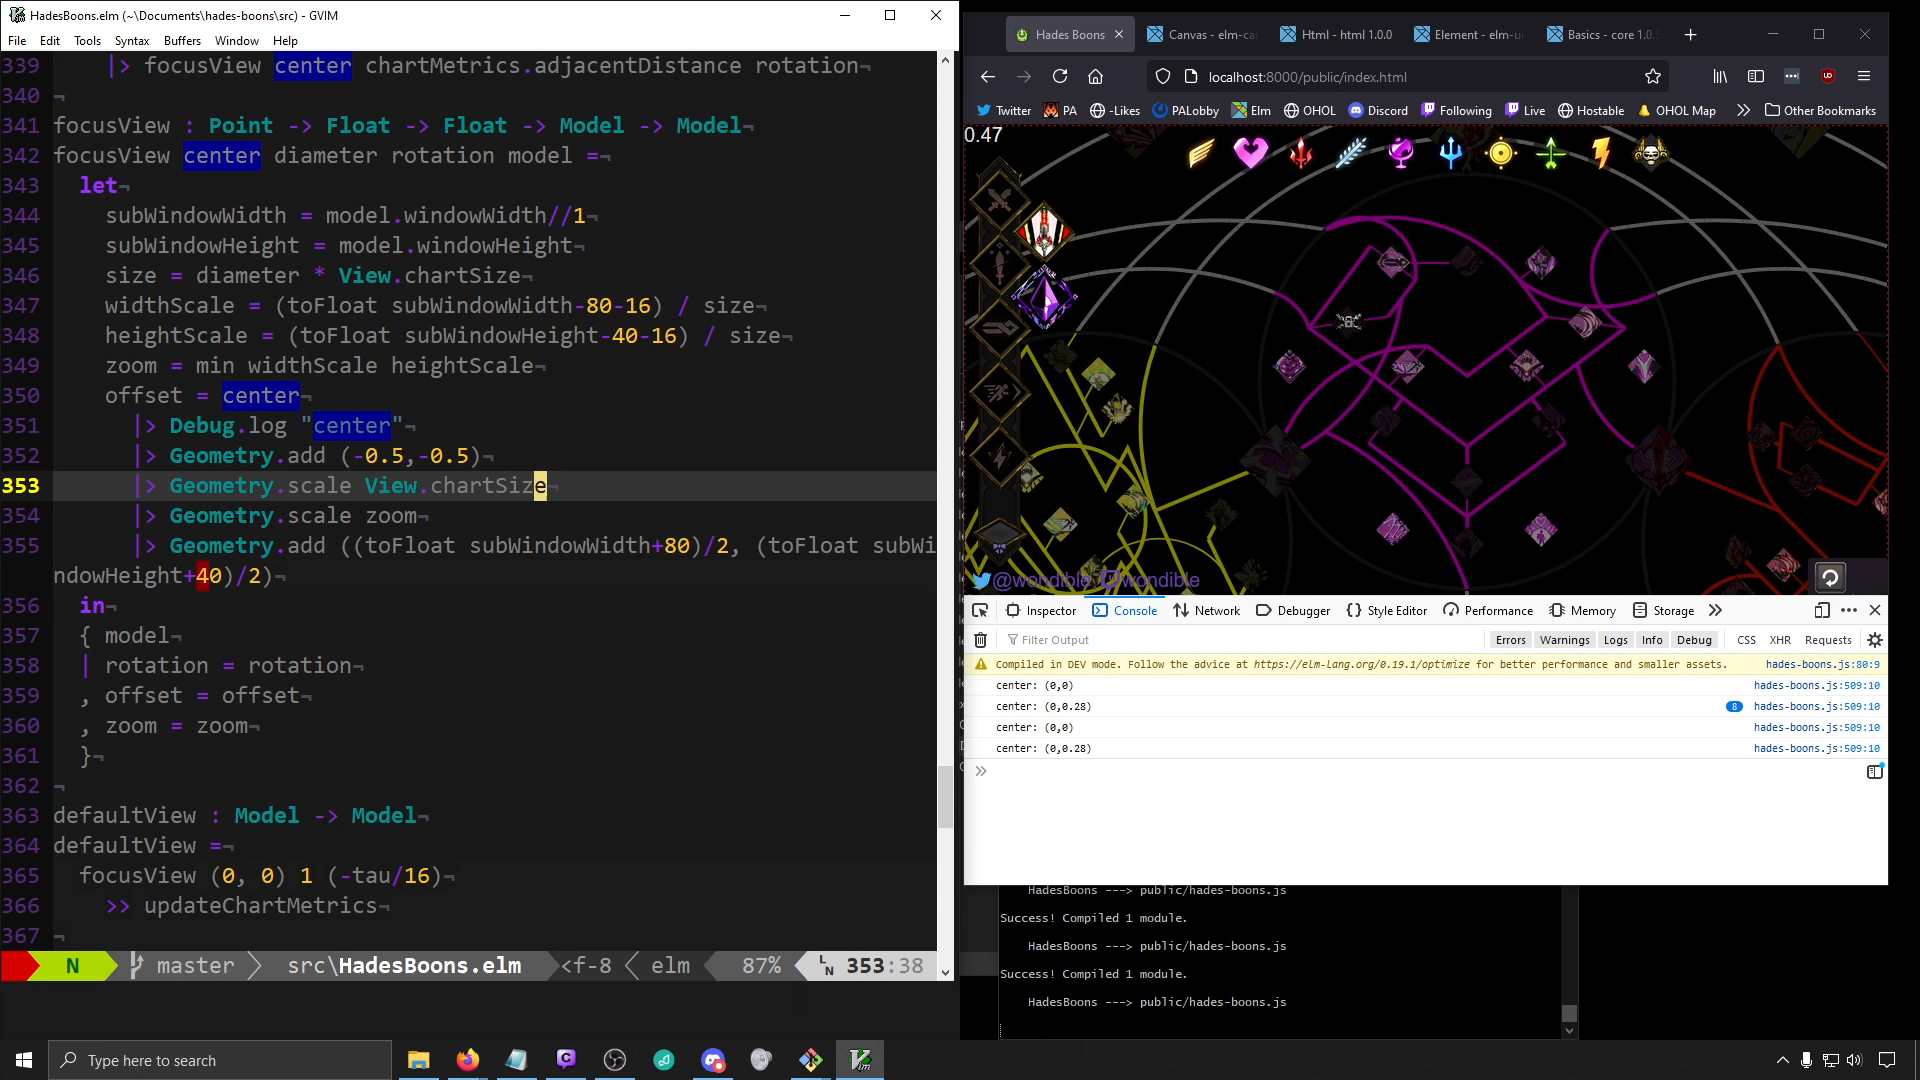 HadesBoons.elm (~\Documents\hades-boons\src) - GVIM
File Edit Tools Syntax Buffers Window Help
339 |> focusView center chartMetrics.adjacentDistance rotation¬
340 ¬
341 focusView : Point -> Float -> Float -> Model -> Model¬
342 focusView center diameter rotation model =¬
343 let¬
344 subWindowWidth = model.windowWidth//1¬
345 subWindowHeight = model.windowHeight¬
346 size = diameter * View.chartSize¬
347 widthScale = (toFloat subWindowWidth-80-16) / size¬
348 heightScale = (toFloat subWindowHeight-40-16) / size¬
349 zoom = min widthScale heightScale¬
350 offset = center¬
351 |> Debug.log "center"¬
352 |> Geometry.add (-0.5,-0.5)¬
353 |> Geometry.scale View.chartSize¬
354 |> Geometry.scale zoom¬
355 |> Geometry.add ((toFloat subWindowWidth+80)/2, (toFloat subWi
ndowHeight+40)/2)¬
356 in¬
357 { model¬
358 | rotation = rotation¬
359 , offset = offset¬
360 , zoom = zoom¬
361 }¬
362 ¬
363 defaultView : Model -> Model¬
364 defaultView =¬
365 focusView (0, 0) 1 (-tau/16)¬
366 >> updateChartMetrics¬
367 ¬
N master src\HadesBoons.elm <f-8 elm 87% LN 353:38
Hades Boons Canvas - elm-ca Html - html 1.0.0 Element - elm-u Basics - core 1.0.
localhost:8000/public/index.html
Twitter PA -Likes PALobby Elm OHOL Discord Following Live Hostable OHOL Map Other Bookmarks
0.47
@wondible wondible
Inspector Console Network Debugger Style Editor Performance Memory Storage
Filter Output Errors Warnings Logs Info Debug CSS XHR Requests
Compiled in DEV mode. Follow the advice at https://elm-lang.org/0.19.1/optimize for better performance and smaller assets. hades-boons.js:80:9
center: (0,0) hades-boons.js:509:10
center: (0,0.28) 8 hades-boons.js:509:10
center: (0,0) hades-boons.js:509:10
center: (0,0.28) hades-boons.js:509:10
HadesBoons ---> public/hades-boons.js
Success! Compiled 1 module.
HadesBoons ---> public/hades-boons.js
Success! Compiled 1 module.
HadesBoons ---> public/hades-boons.js
Type here to search